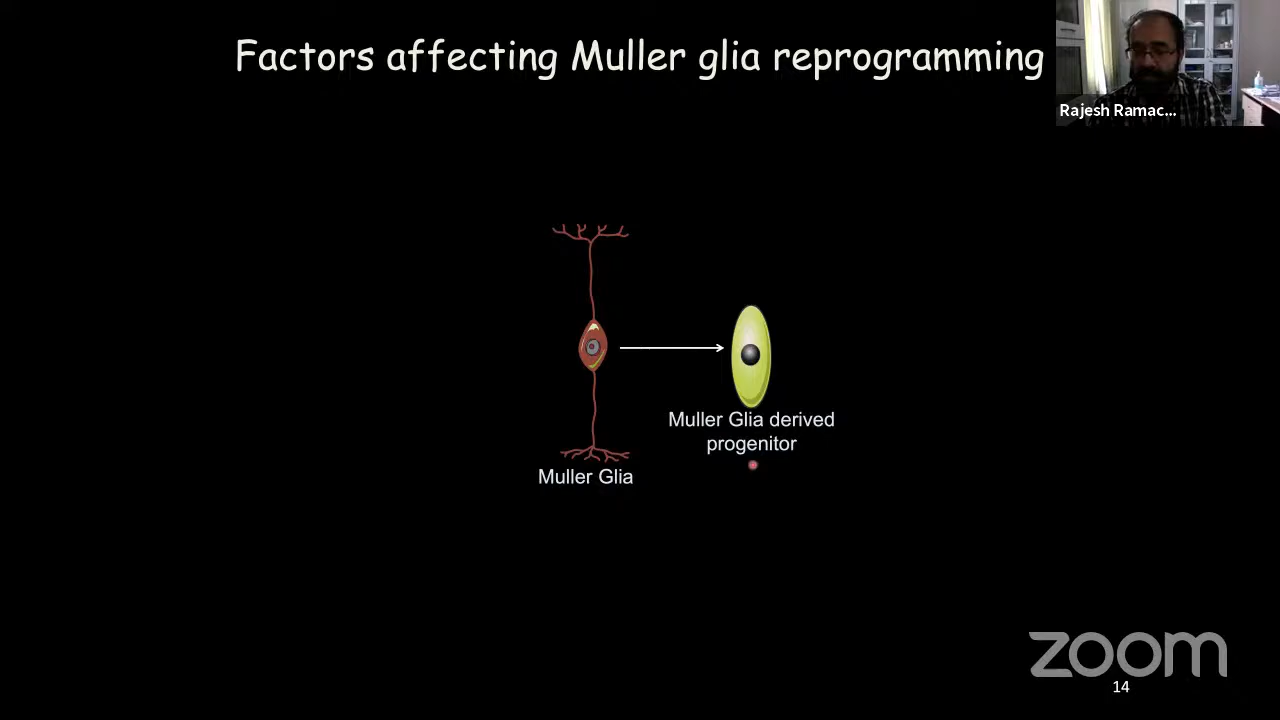 Factors affecting Muller glia reprogramming
Rajesh Ramac...
Muller Glia derived
progenitor
Muller Glia
zoom
14